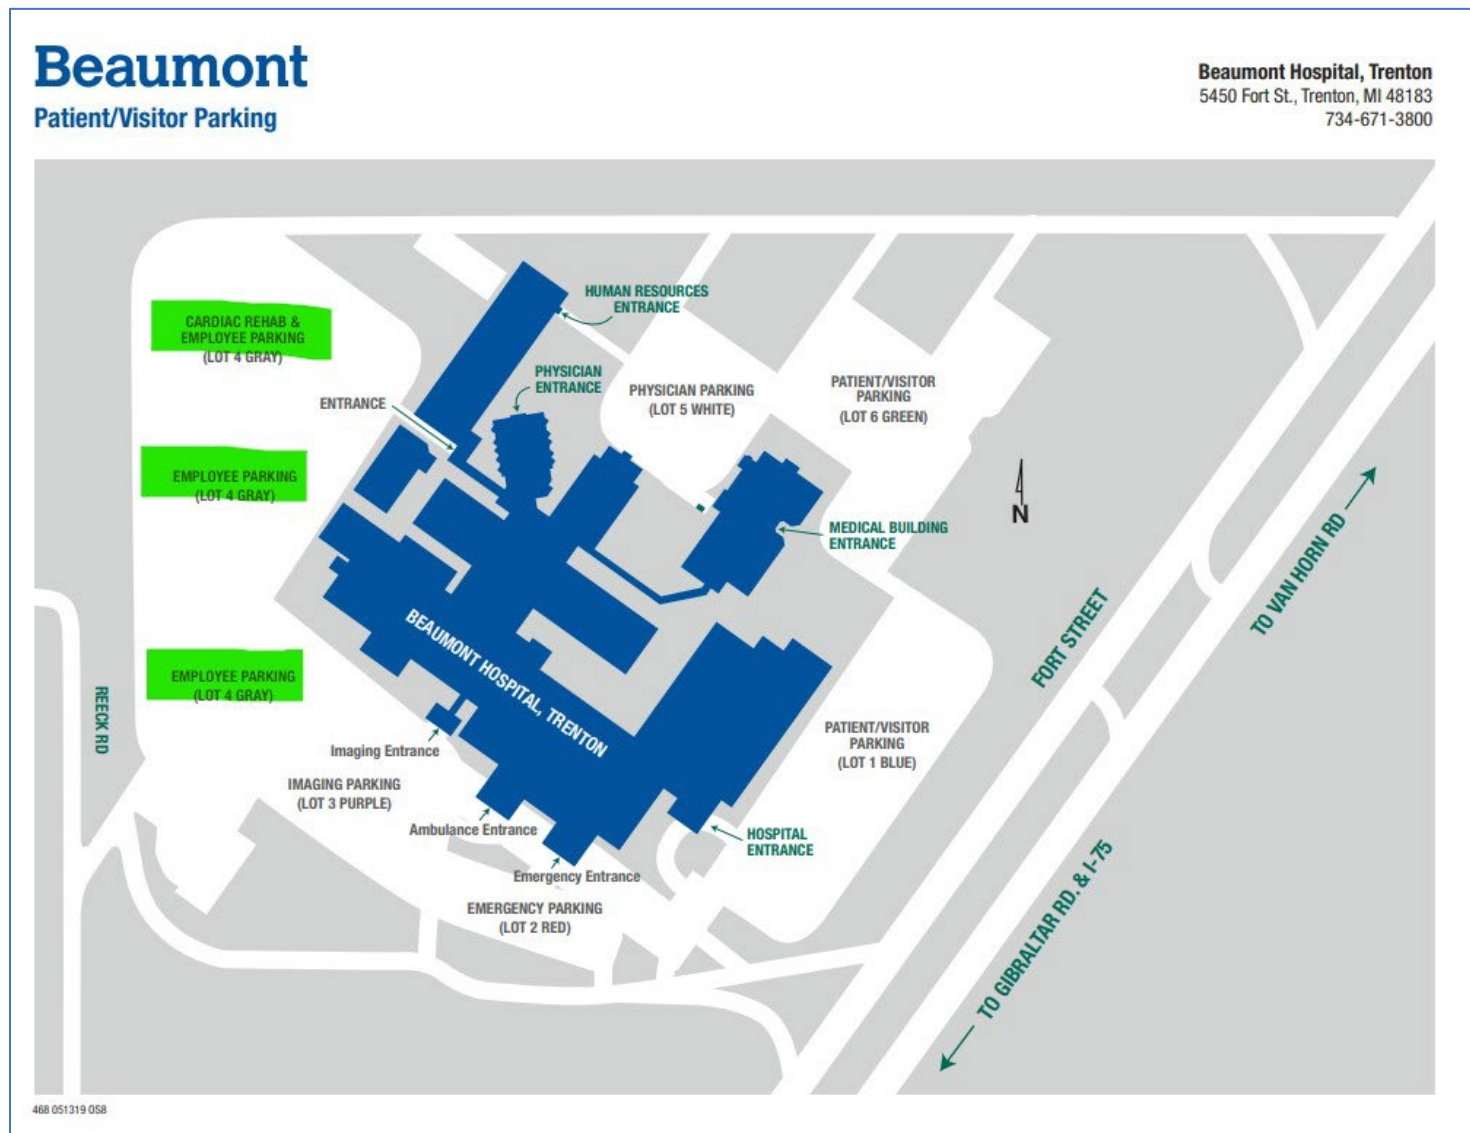 Beaumont
Patient/Visitor Parking
Beaumont Hospital, Trenton
5450 Fort St., Trenton, MI 48183
734-671-3800
HUMAN RESOURCES
ENTRANCE
CARDIAC REHAB &
EMPLOYEE PARKING
(LOT 4 GRAY)
PHYSICIAN
ENTRANCE
PHYSICIAN PARKING
(LOT 5 WHITE)
PATIENT/VISITOR
PARKING
(LOT 6 GREEN)
ENTRANCE
EMPLOYEE PARKING
(LOT 4 GRAY)
N
MEDICAL BUILDING
ENTRANCE
TO VAN HORN RD
FORT STREET
BEAUMONT HOSPITAL, TRENTON
EMPLOYEE PARKING
(LOT 4 GRAY)
REECK RD
Imaging Entrance
PATIENT/VISITOR
PARKING
(LOT 1 BLUE)
IMAGING PARKING
(LOT 3 PURPLE)
Ambulance Entrance
HOSPITAL
ENTRANCE
Emergency Entrance
EMERGENCY PARKING
(LOT 2 RED)
TO GIBRALTAR RD. & I-75
468 051319 OS8